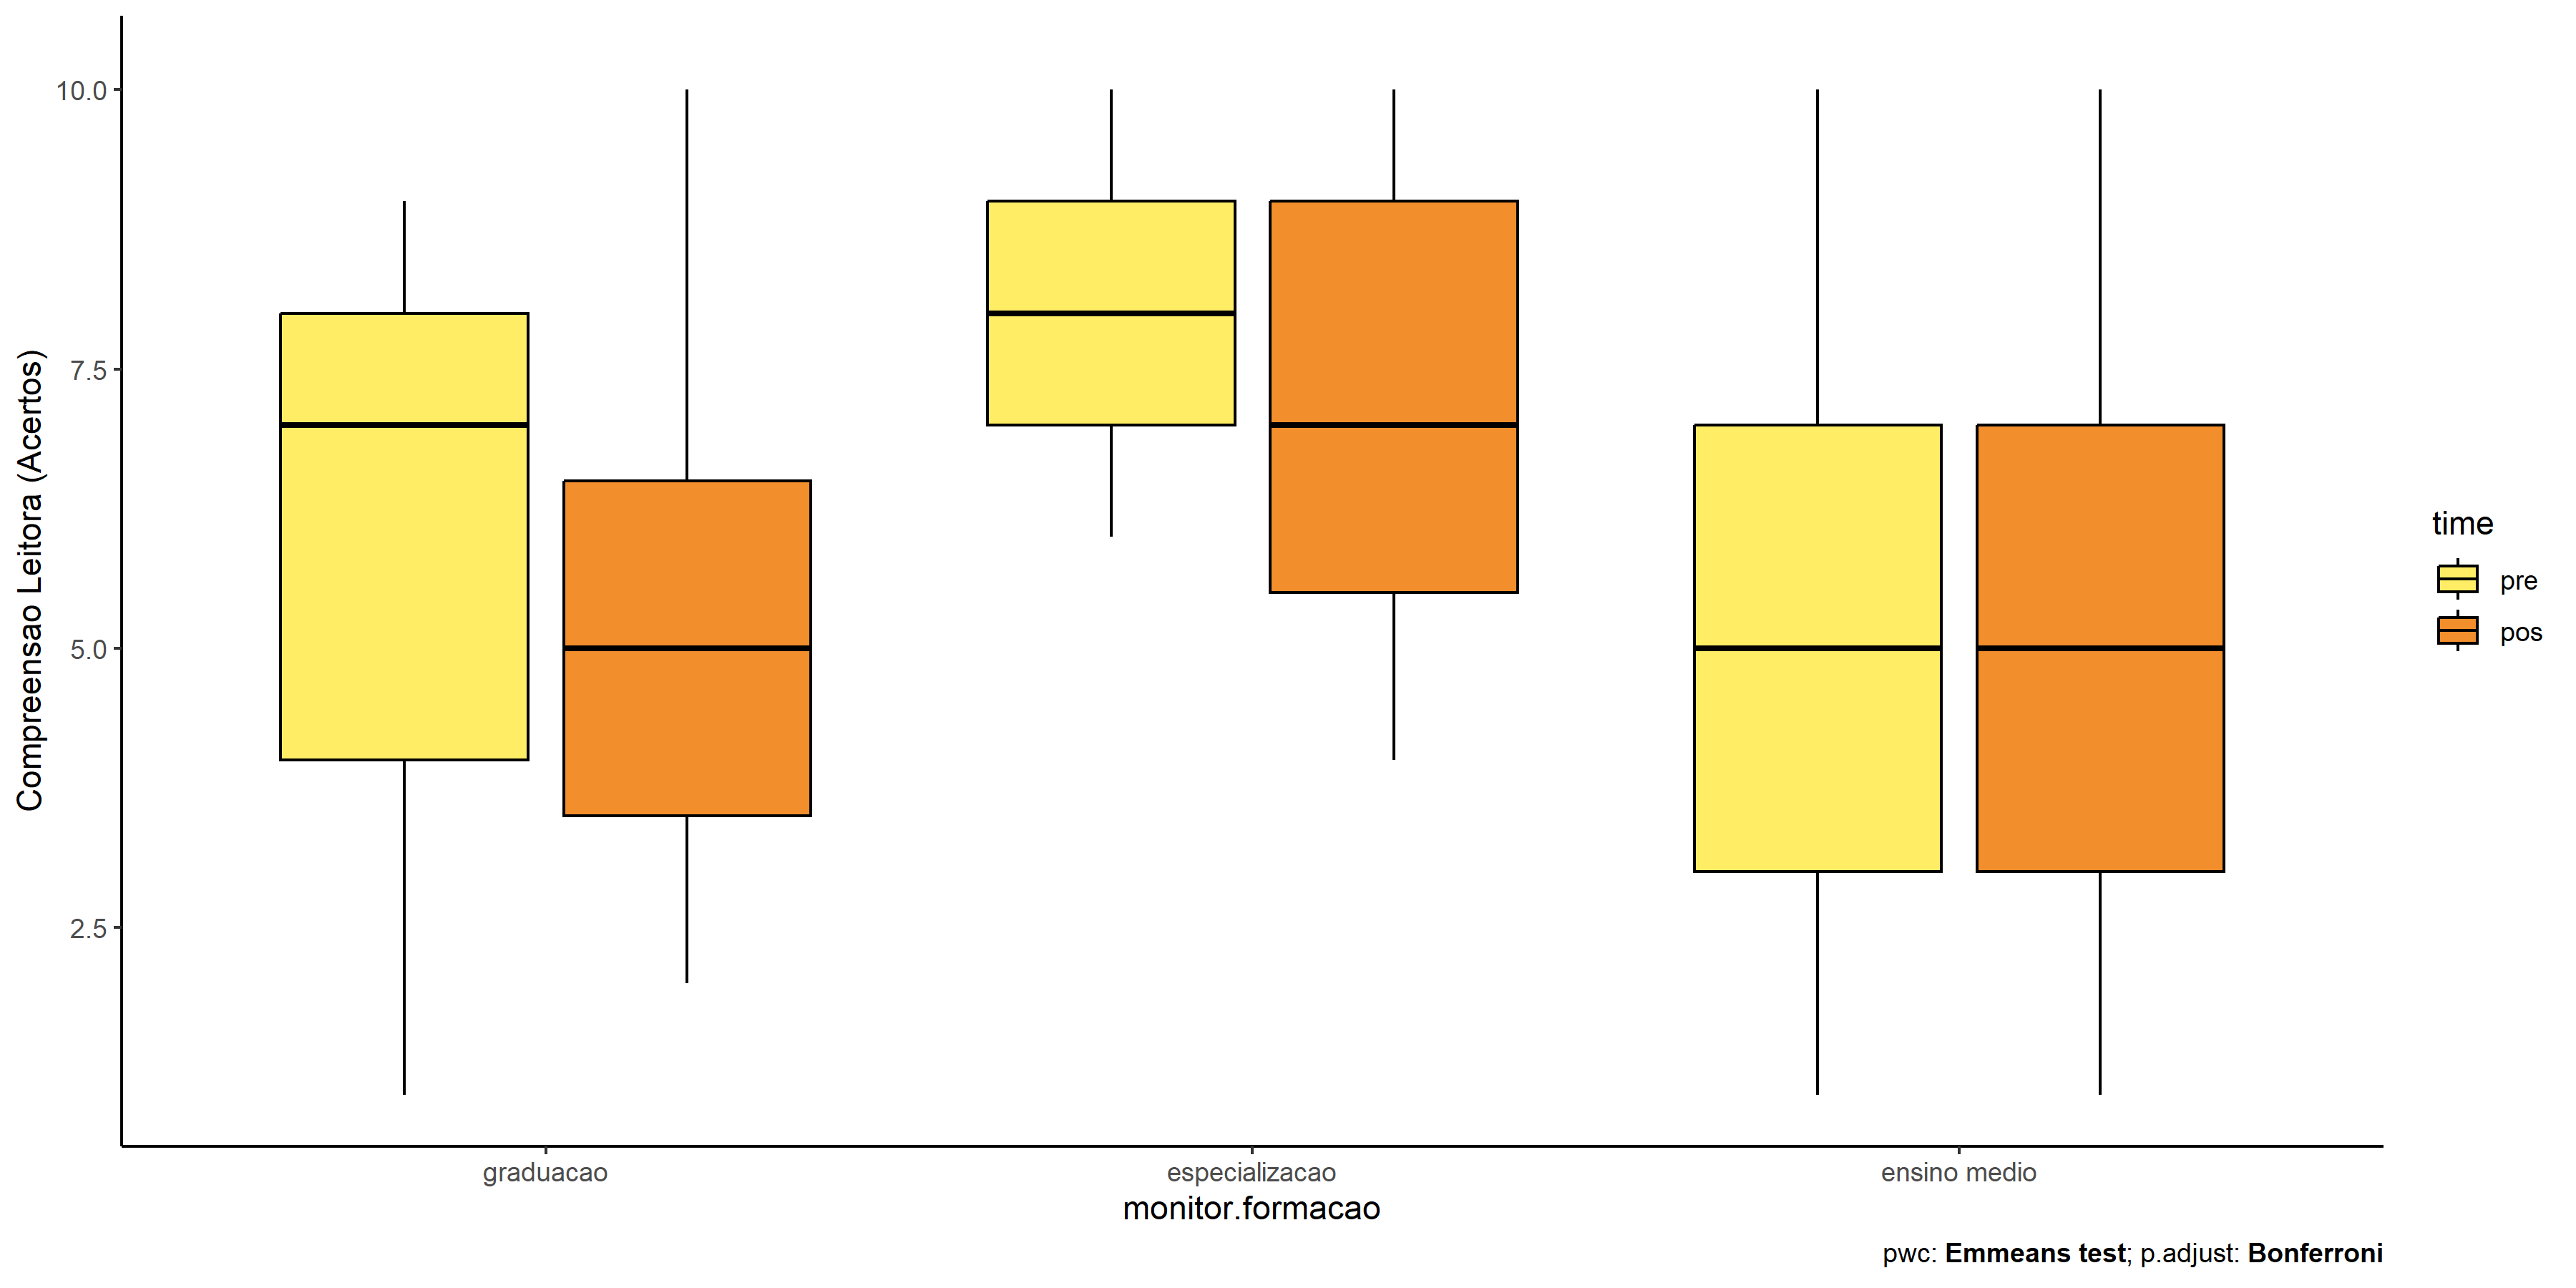 Compreensao Leitora (Acertos)
10.0
7.5
5.0
2.5
graduacao
especializacao
ensino medio
monitor.formacao
time
pre
pos
pwc: Emmeans test; p.adjust: Bonferroni